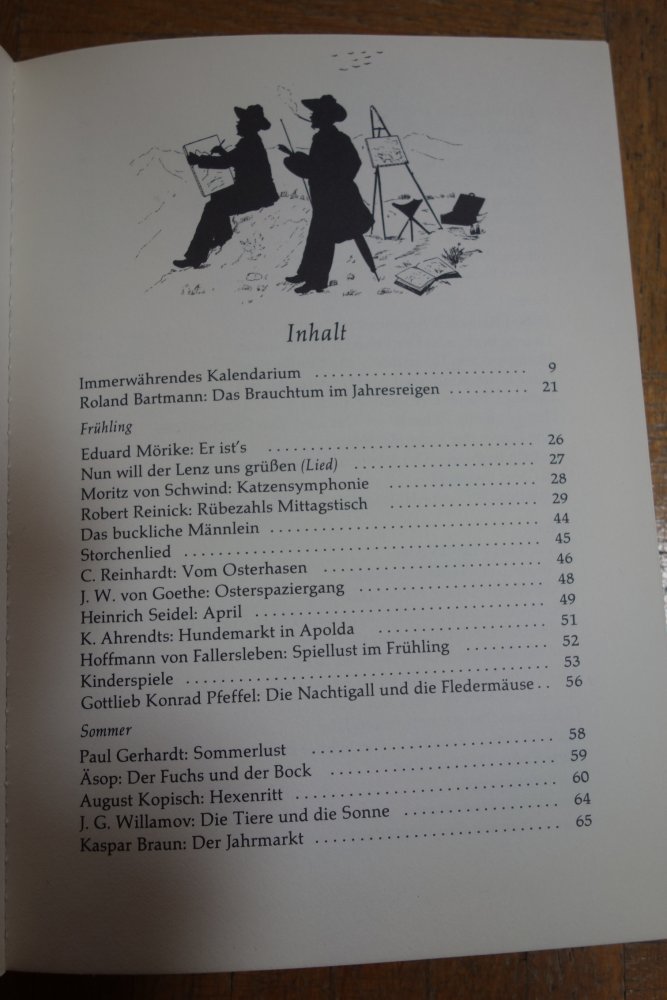 Inhalt
Immerwährendes Kalendarium .......................... 9
Roland Bartmann: Das Brauchtum im Jahresreigen .......... 21
Frühling
Eduard Mörike: Er ist's ................................ 26
Nun will der Lenz uns grüßen (Lied) ...................... 27
Moritz von Schwind: Katzensymphonie .................. 28
Robert Reinick: Rübezahls Mittagstisch ................... 29
Das buckliche Männlein ................................ 44
Storchenlied ......................................... 45
C. Reinhardt: Vom Osterhasen .......................... 46
J. W. von Goethe: Osterspaziergang ...................... 48
Heinrich Seidel: April .................................. 49
K. Ahrendts: Hundemarkt in Apolda .................... 51
Hoffmann von Fallersleben: Spiellust im Frühling .......... 52
Kinderspiele .......................................... 53
Gottlieb Konrad Pfeffel: Die Nachtigall und die Fledermäuse .. 56
Sommer
Paul Gerhardt: Sommerlust ............................ 58
Äsop: Der Fuchs und der Bock .......................... 59
August Kopisch: Hexenritt .............................. 60
J. G. Willamov: Die Tiere und die Sonne .................. 64
Kaspar Braun: Der Jahrmarkt ............................ 65